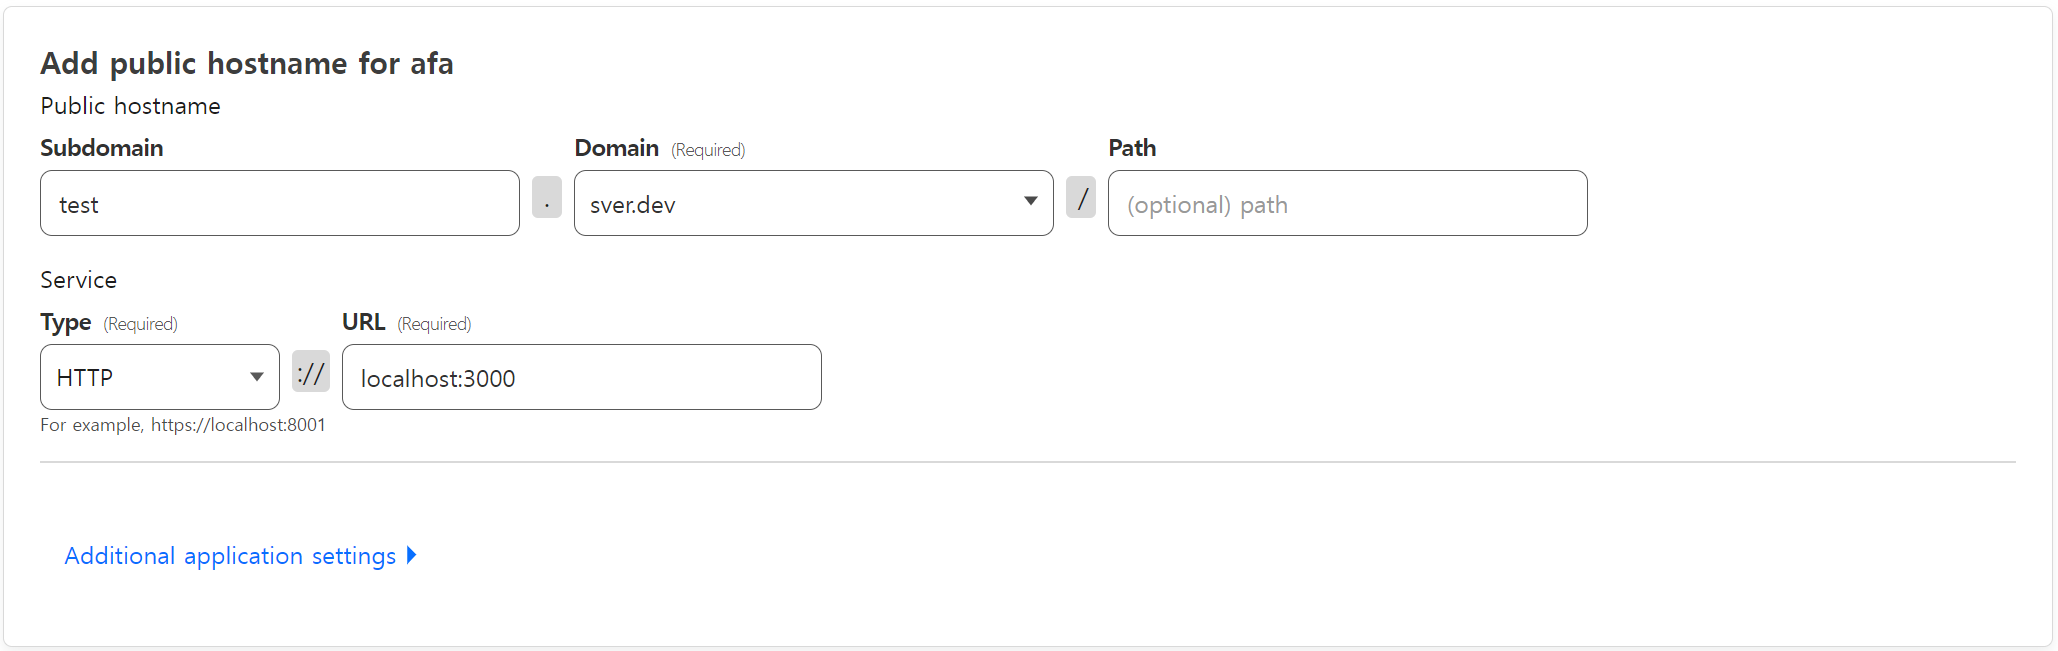 Add public hostname for afa
Public hostname
Subdomain Domain (Required) Path
test . sver.dev / (optional) path
Service
Type (Required) URL (Required)
HTTP :// localhost:3000
For example, https://localhost:8001
Additional application settings